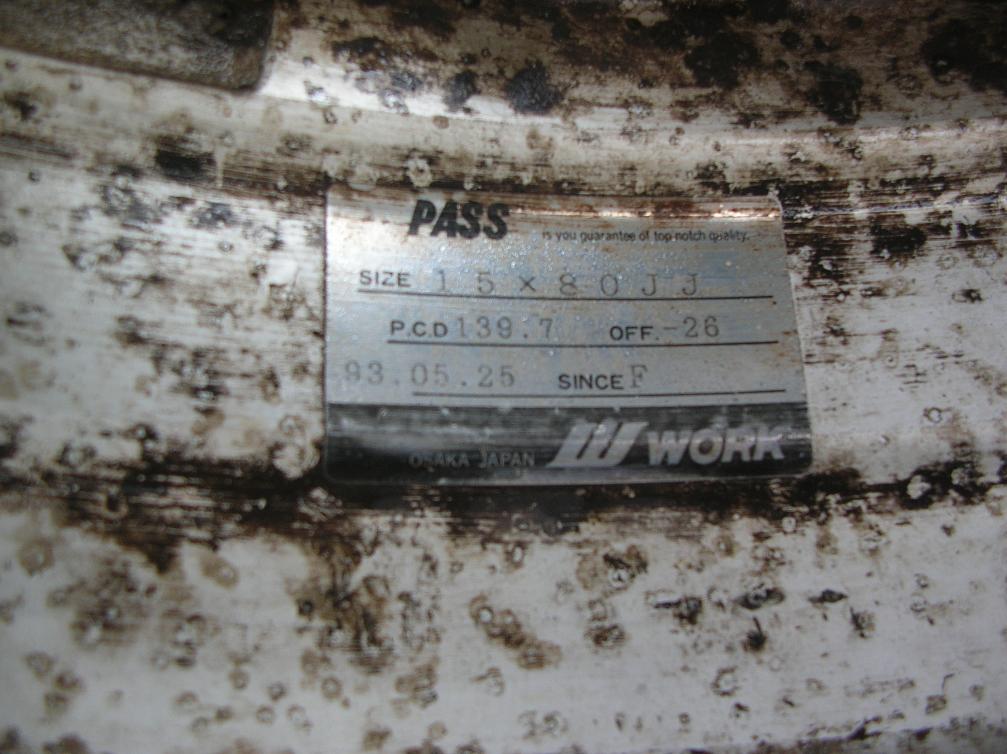 PASS is you guarantee of top notch quality.
SIZE 15×80JJ
P.C.D 139.7 OFF. -26
93.05.25 SINCE F
OSAKA JAPAN W WORK